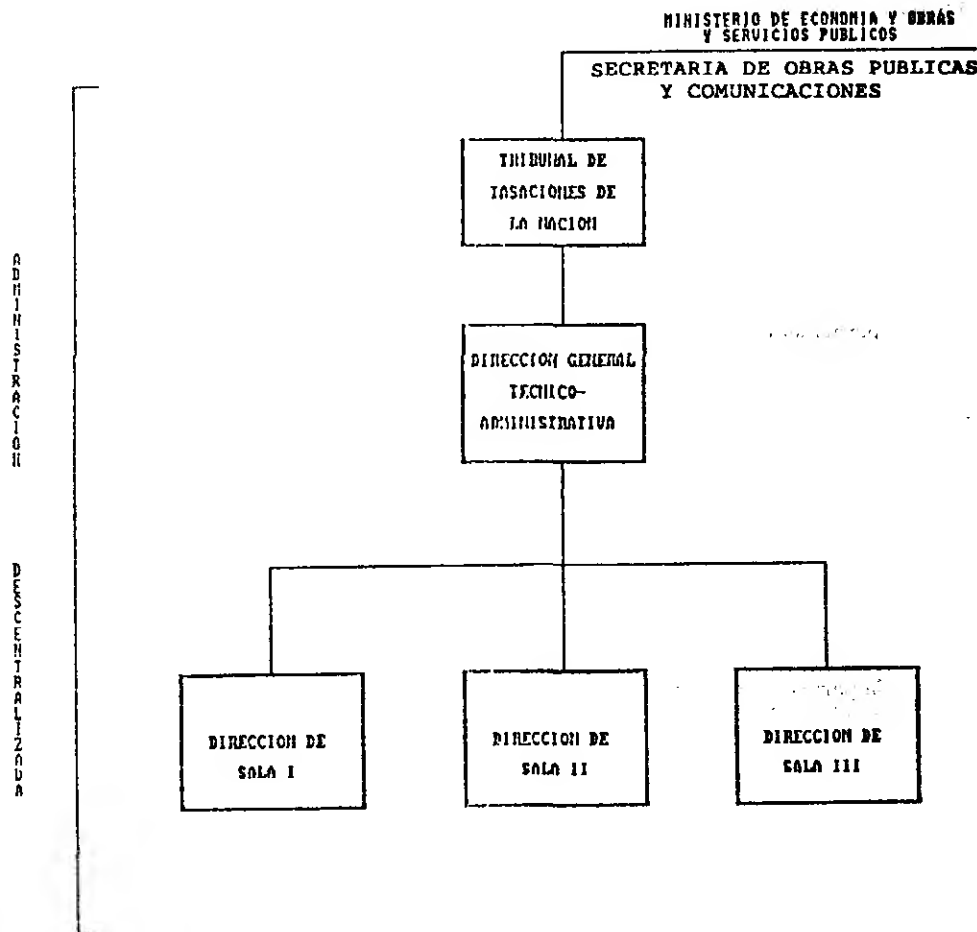 MINISTERIO DE ECONOMIA Y OBRAS
Y SERVICIOS PUBLICOS
SECRETARIA DE OBRAS PUBLICAS
Y COMUNICACIONES
TRIBUNAL DE
TASACIONES DE
LA NACION
DIRECCION GENERAL
TECNICO-
ADMINISTRATIVA
ADMINISTRACION
DESCENTRALIZADA
DIRECCION DE
SALA I
DIRECCION DE
SALA II
DIRECCION DE
SALA III